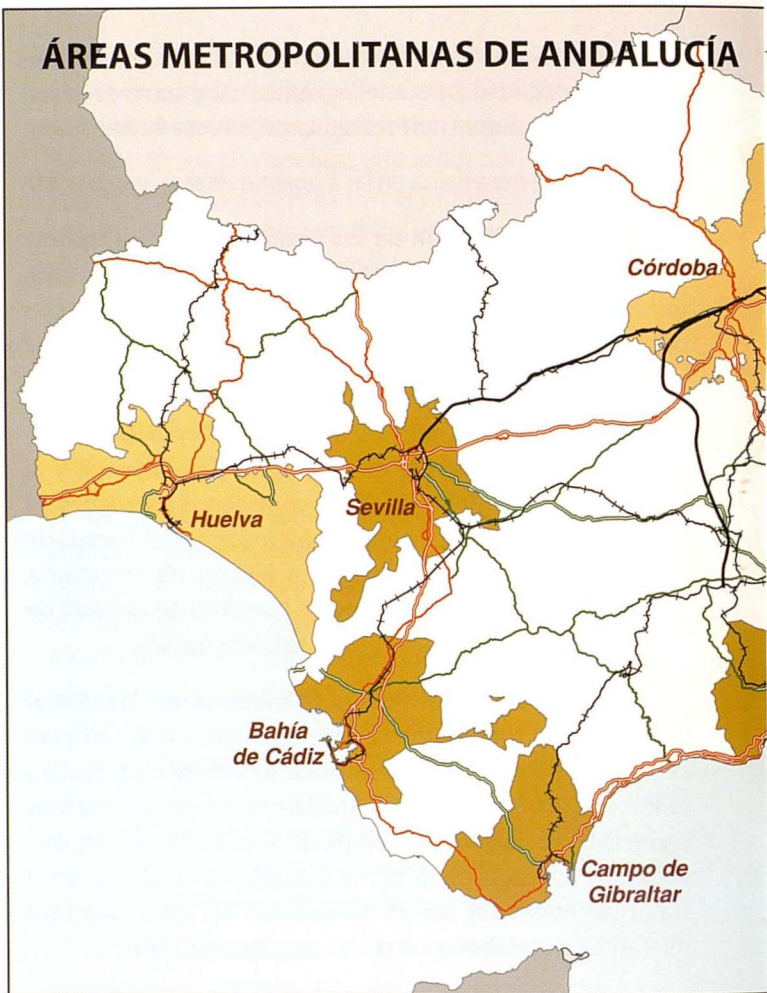 ÁREAS METROPOLITANAS DE ANDALUCÍA
Córdoba
Sevilla
Huelva
Bahía
de Cádiz
Campo de
Gibraltar